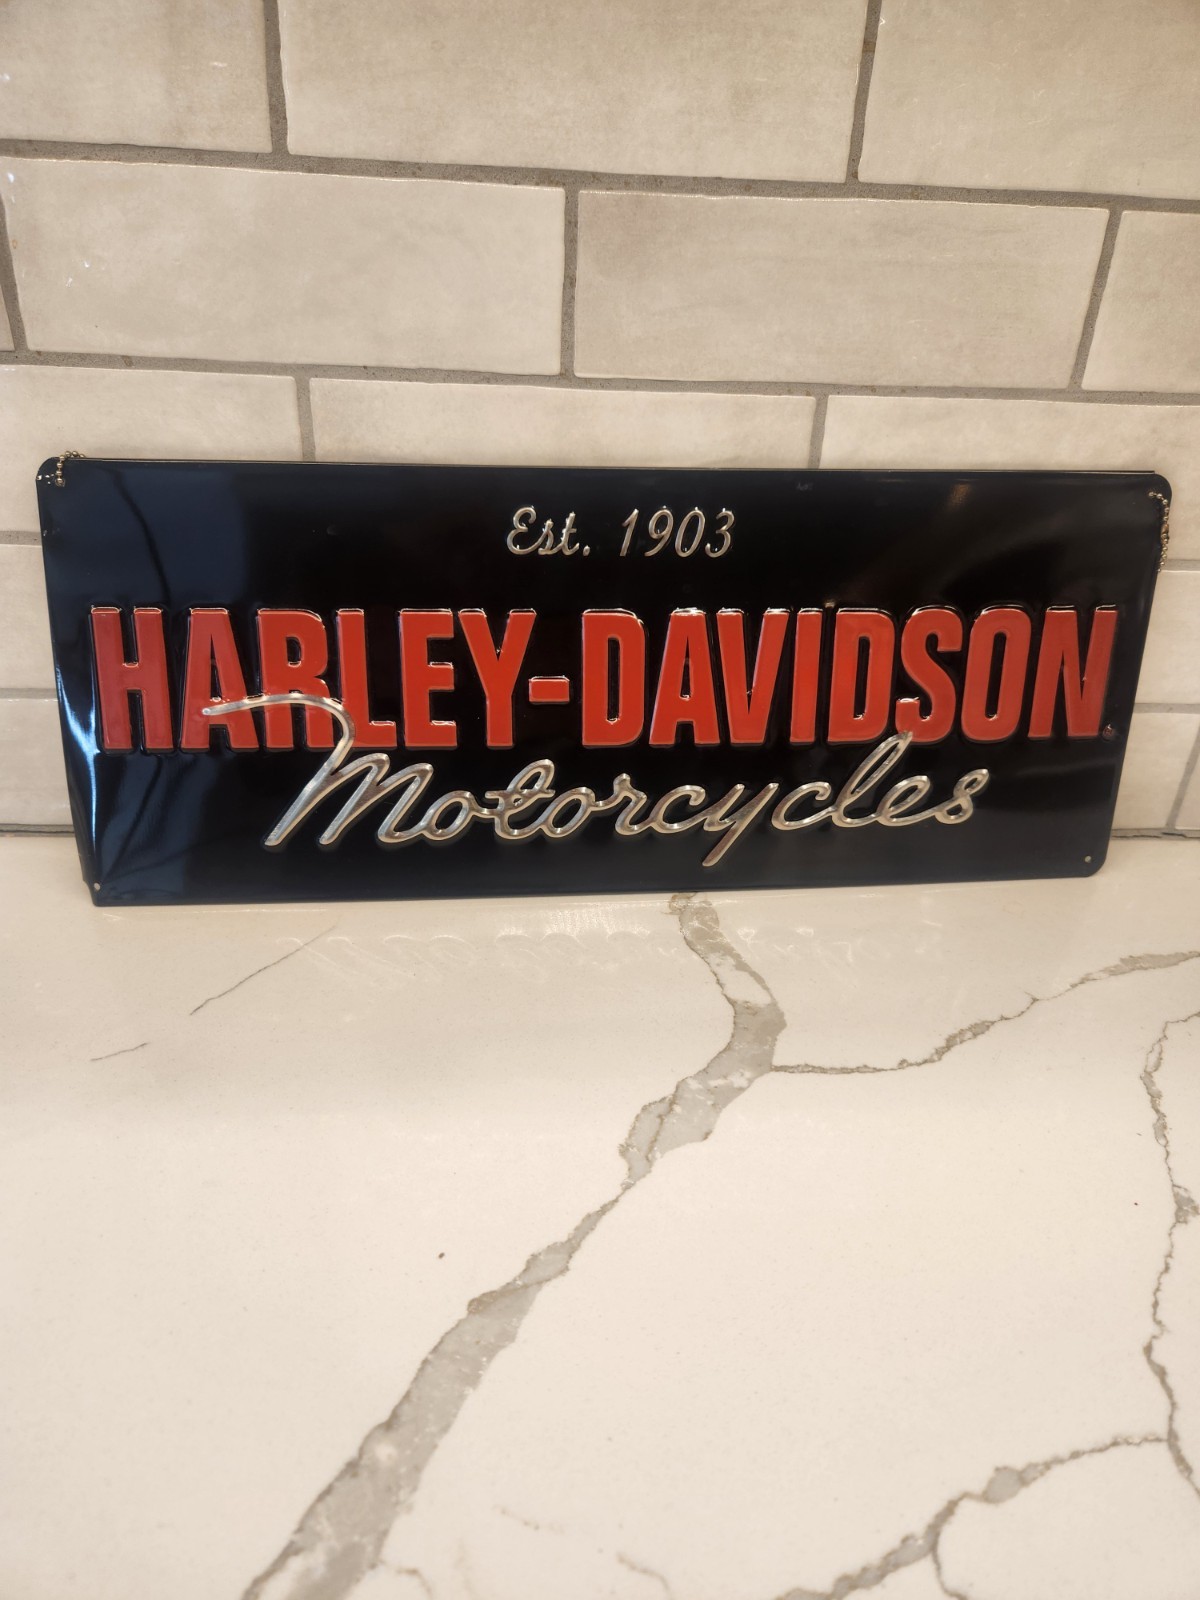 Est. 1903
HARLEY-DAVIDSON
Motorcycles